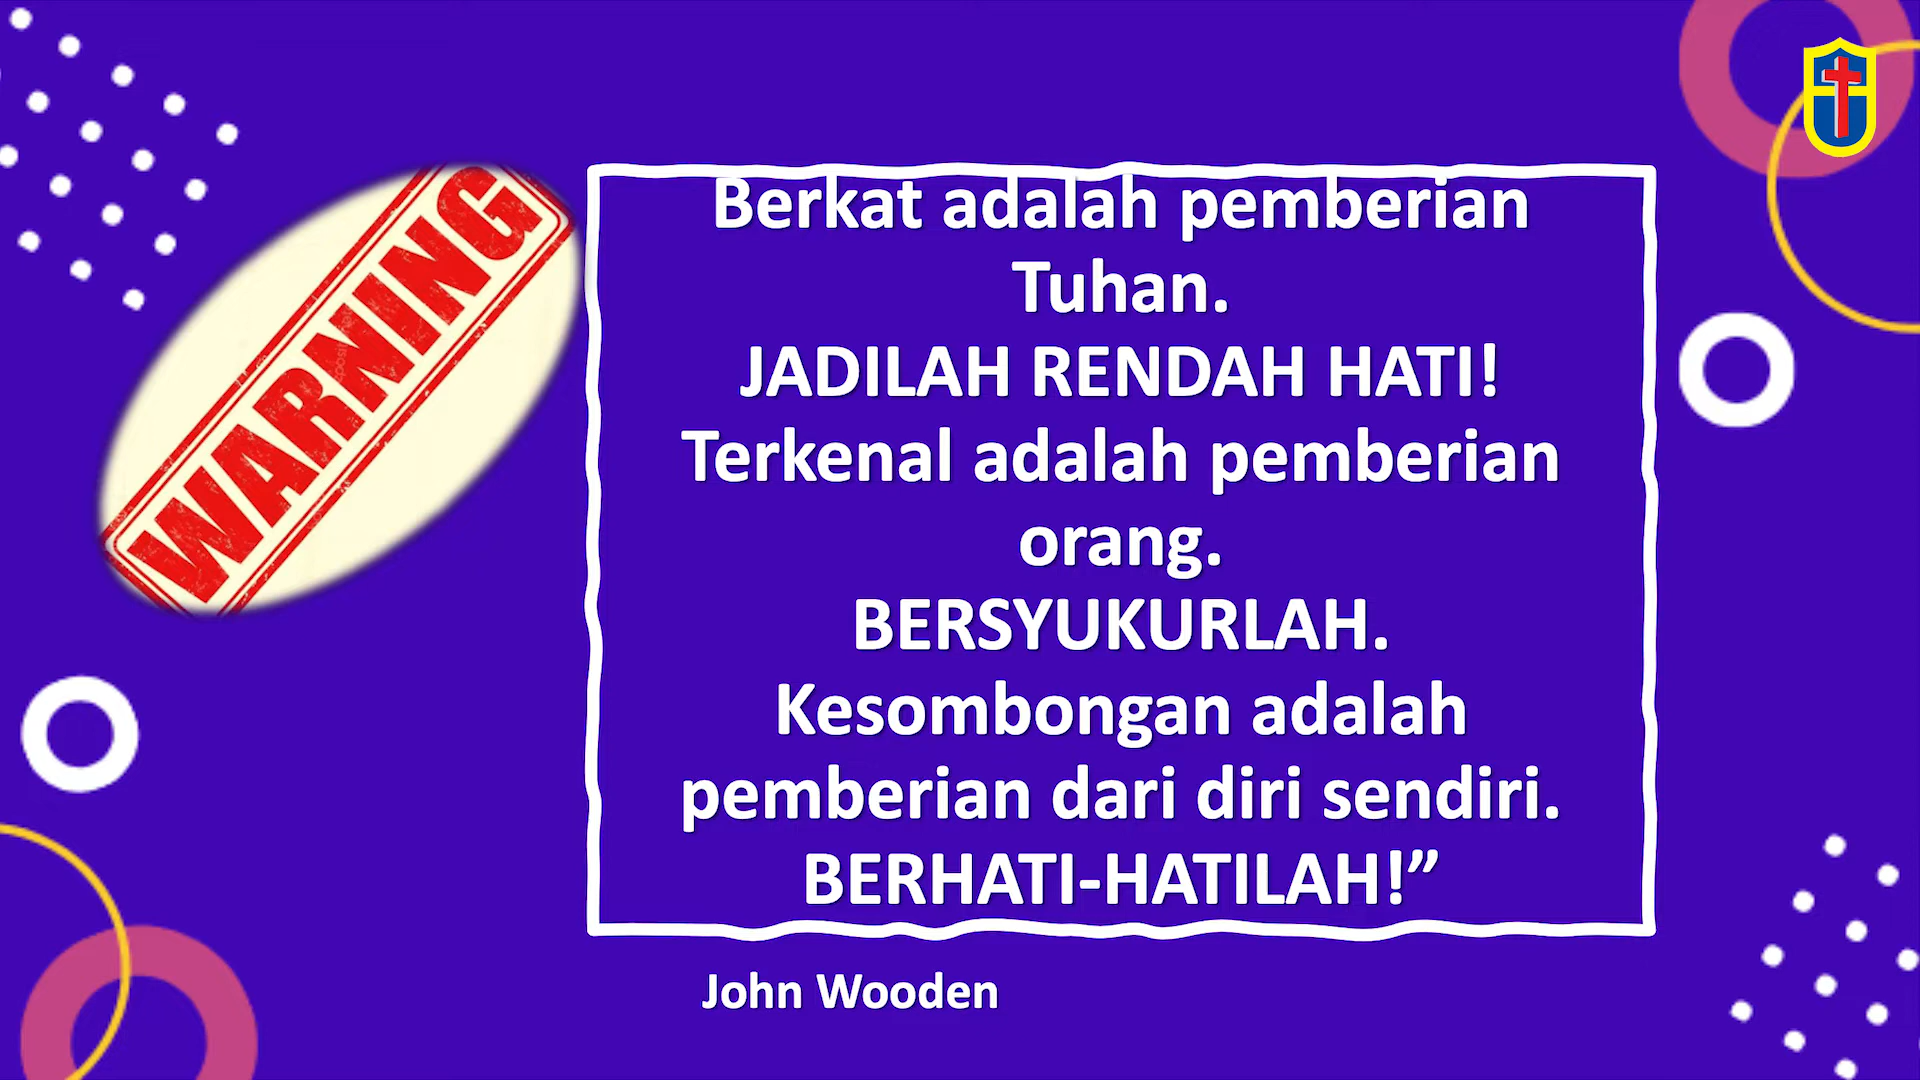 WARNING
Berkat adalah pemberian
Tuhan.
JADILAH RENDAH HATI!
Terkenal adalah pemberian
orang.
BERSYUKURLAH.
Kesombongan adalah
pemberian dari diri sendiri.
BERHATI-HATILAH!”
John Wooden